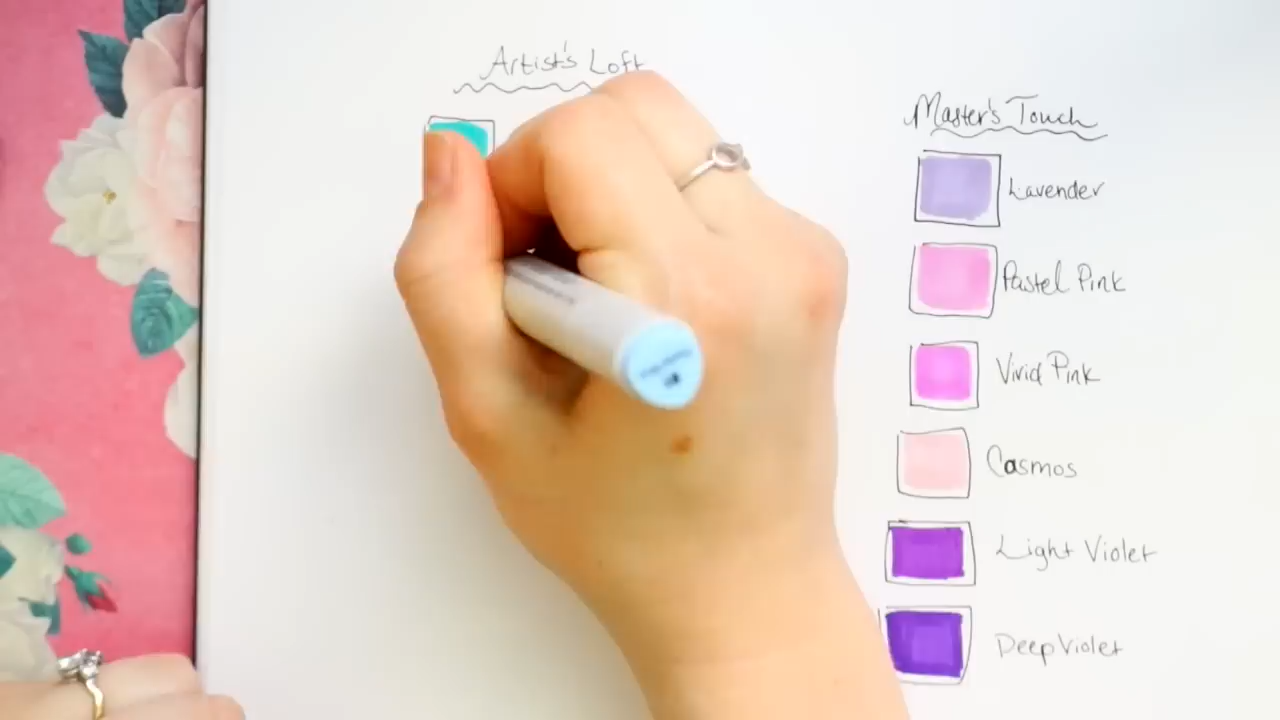 Artist's Loft
Master's Touch
Lavender
Pastel Pink
Vivid Pink
Cosmos
Light Violet
Deep Violet